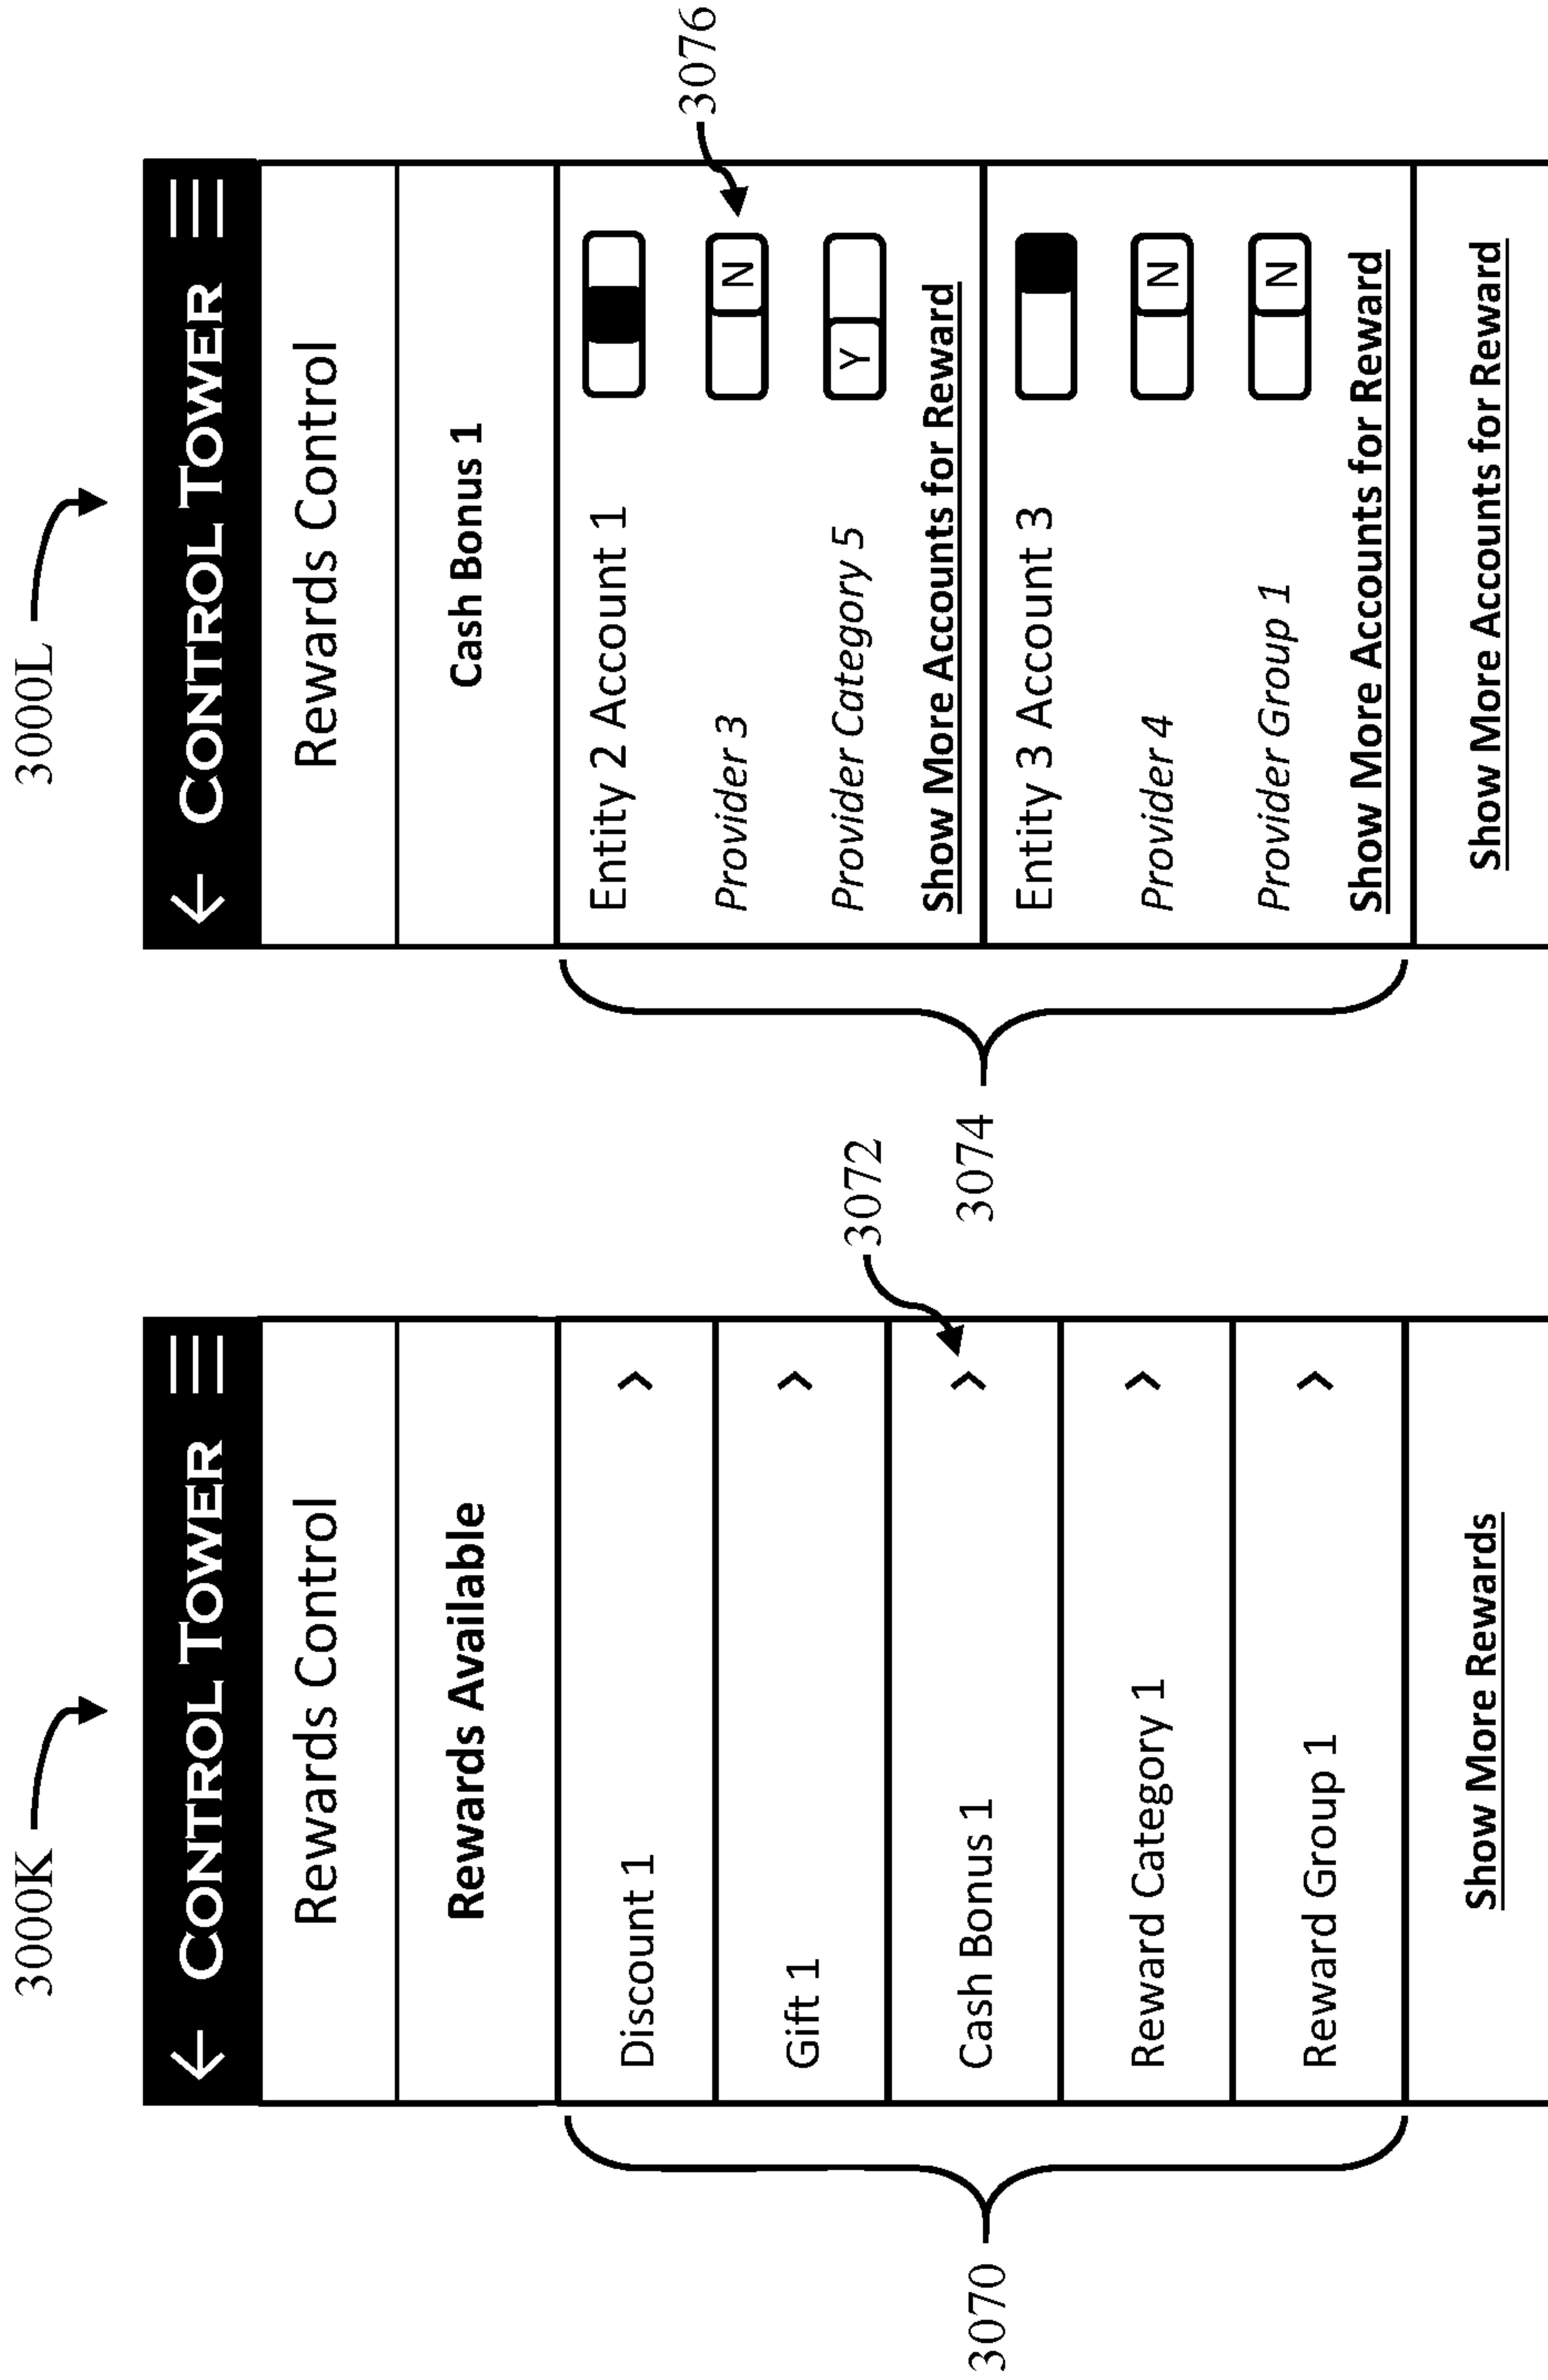 3000K
← CONTROL TOWER
Rewards Control
Rewards Available
Discount 1 >
Gift 1 >
Cash Bonus 1 >
Reward Category 1 >
Reward Group 1 >
Show More Rewards
3070
3072
3000L
← CONTROL TOWER
Rewards Control
Cash Bonus 1
Entity 2 Account 1
Provider 3 N
Provider Category 5 Y
Show More Accounts for Reward
Entity 3 Account 3
Provider 4 N
Provider Group 1 N
Show More Accounts for Reward
Show More Accounts for Reward
3074
3076